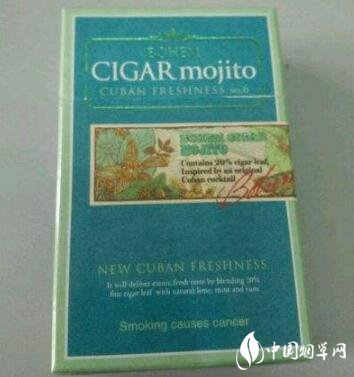 BOHEM
CIGAR mojito
CUBAN FRESHNESS NO.6
BOHEM CIGAR
MOJITO
Contains 20% cigar leaf,
Inspired by an original
Cuban cocktail
NEW CUBAN FRESHNESS
It will deliver exotic fresh taste by blending 20%
fine cigar leaf with natural lime, mint and rum
Smoking causes cancer
中国烟草网